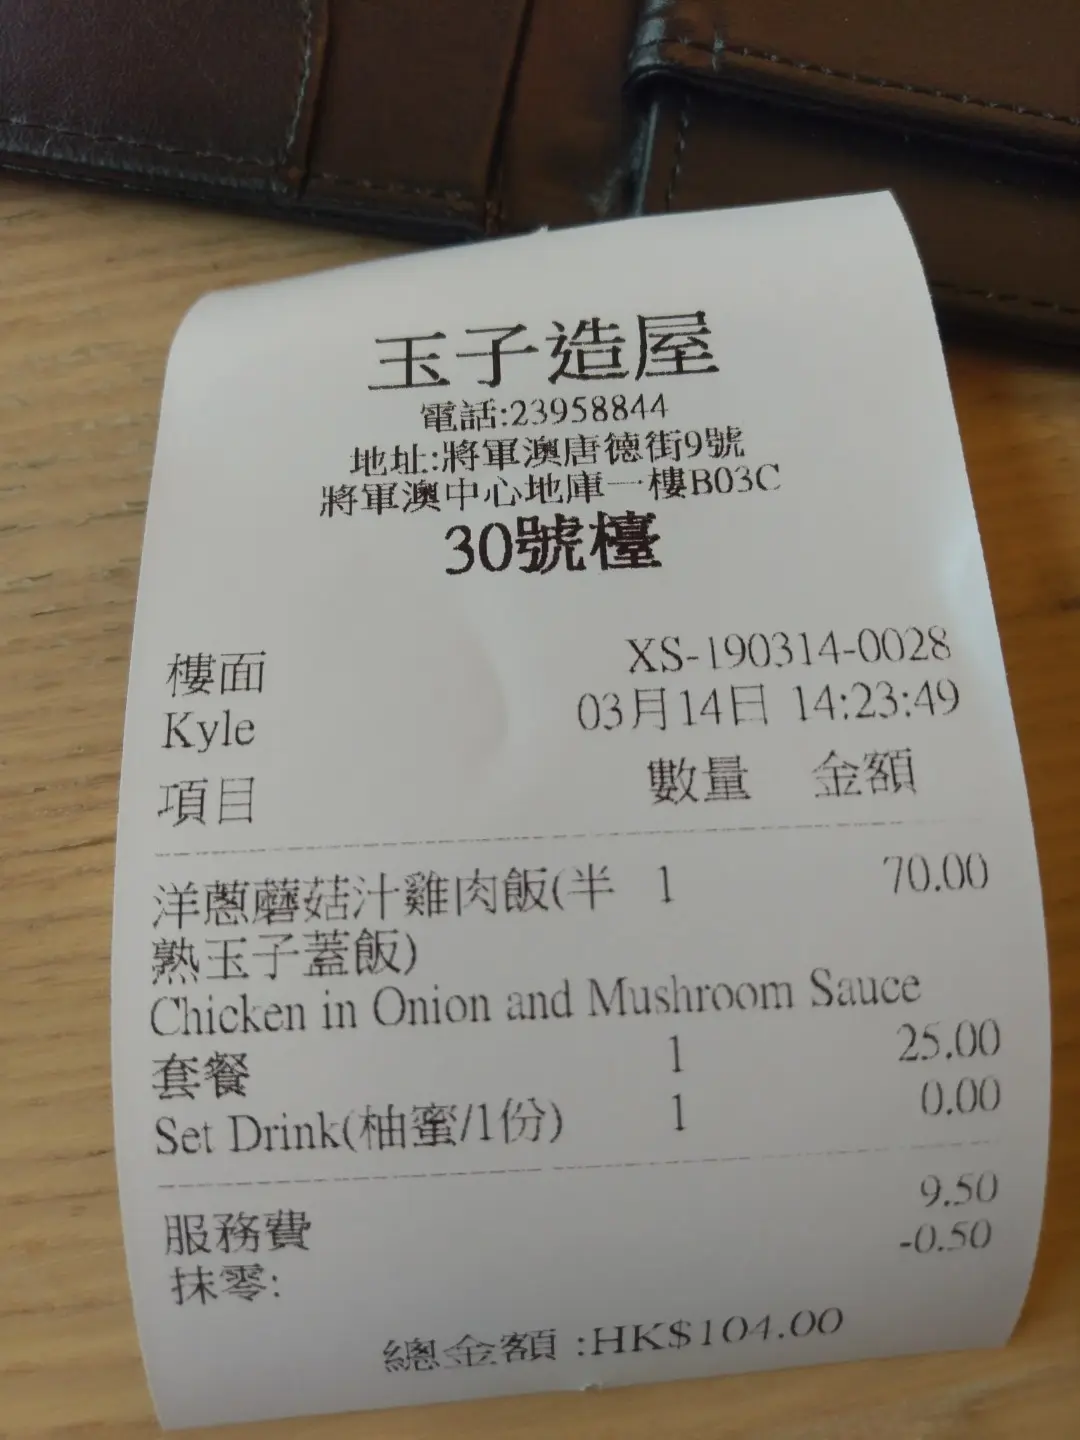 玉子造屋
電話:23958844
地址:將軍澳唐德街9號
將軍澳中心地庫一樓B03C
30號檯
樓面 XS-190314-0028
Kyle 03月14日 14:23:49
項目 數量 金額
洋蔥蘑菇汁雞肉飯(半 1 70.00
熟玉子蓋飯)
Chicken in Onion and Mushroom Sauce
套餐 1 25.00
Set Drink(柚蜜/1份) 1 0.00
服務費 9.50
抹零: -0.50
總金額 :HK$104.00